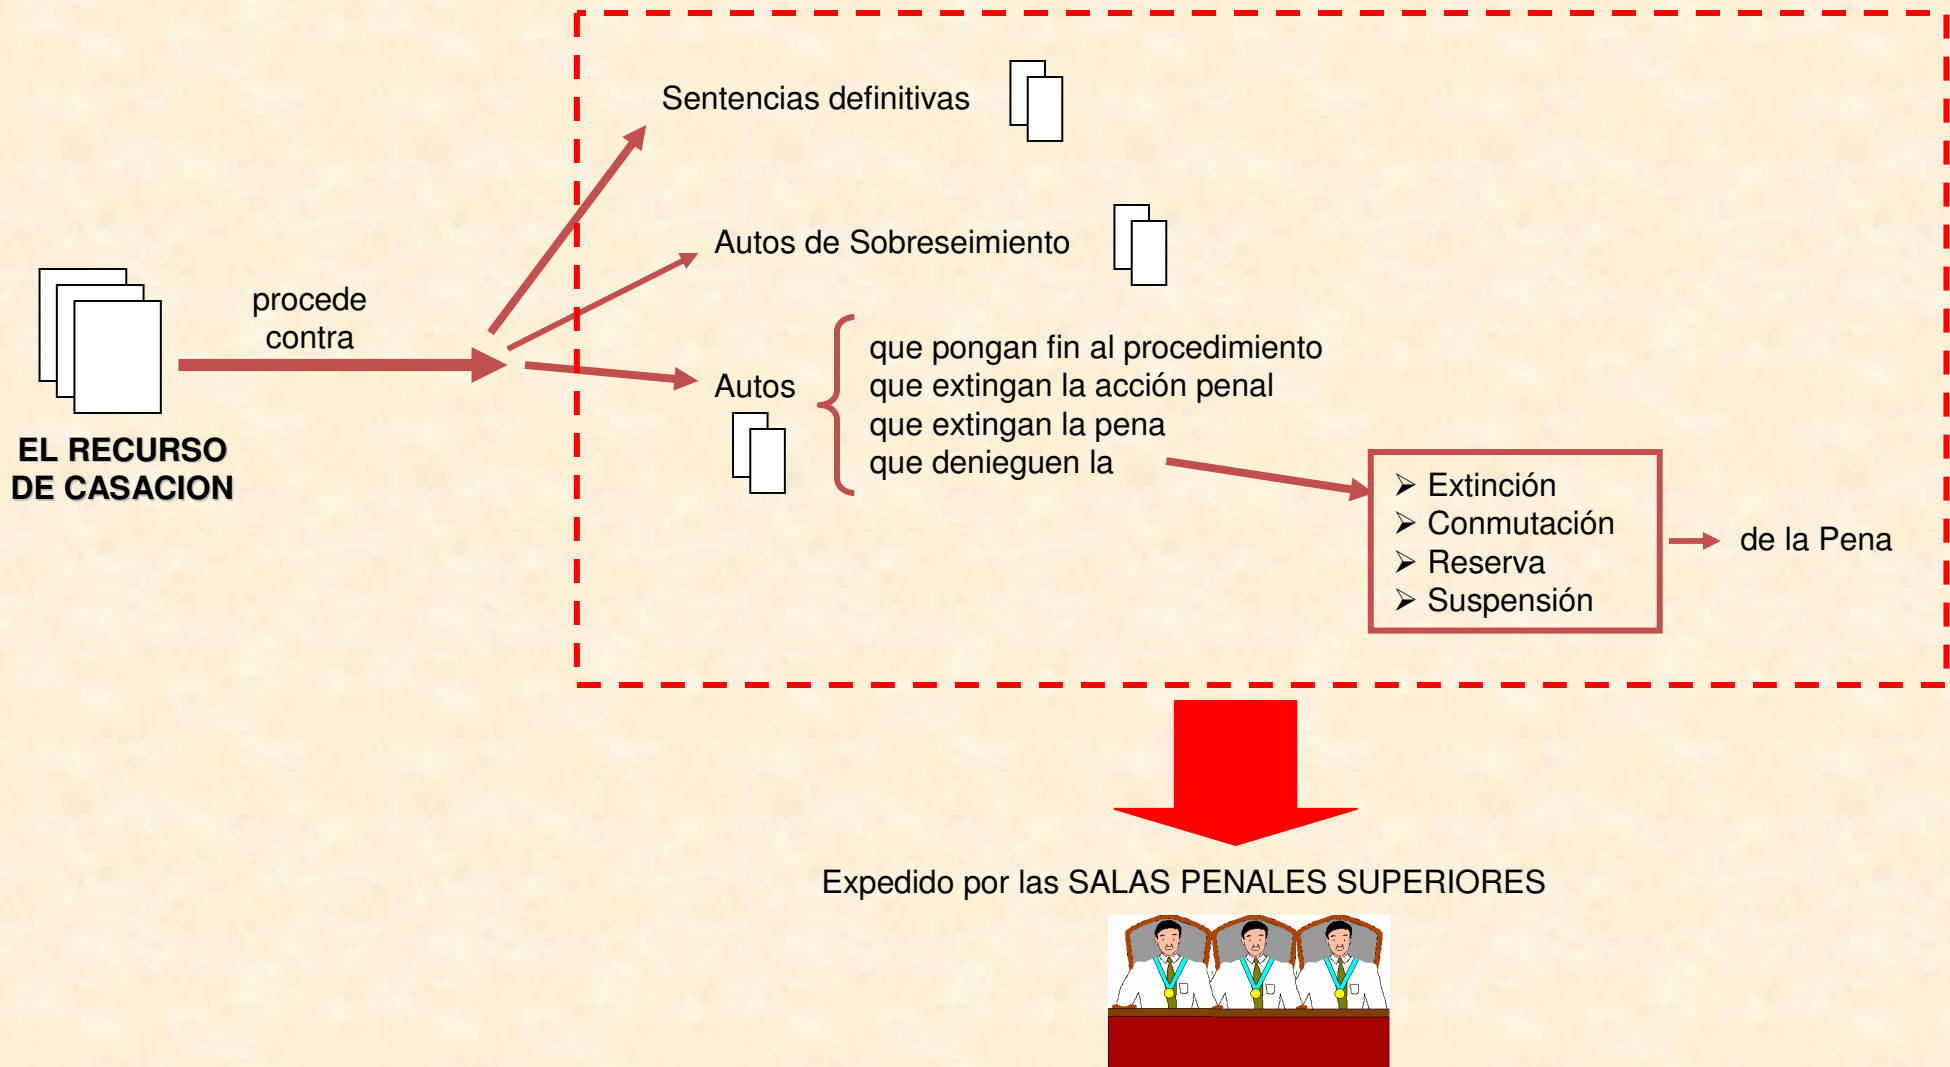 Sentencias definitivas
Autos de Sobreseimiento
procede
contra
EL RECURSO
DE CASACION
Autos
que pongan fin al procedimiento
que extingan la acción penal
que extingan la pena
que denieguen la
➢ Extinción
➢ Conmutación
➢ Reserva
➢ Suspensión
de la Pena
Expedido por las SALAS PENALES SUPERIORES